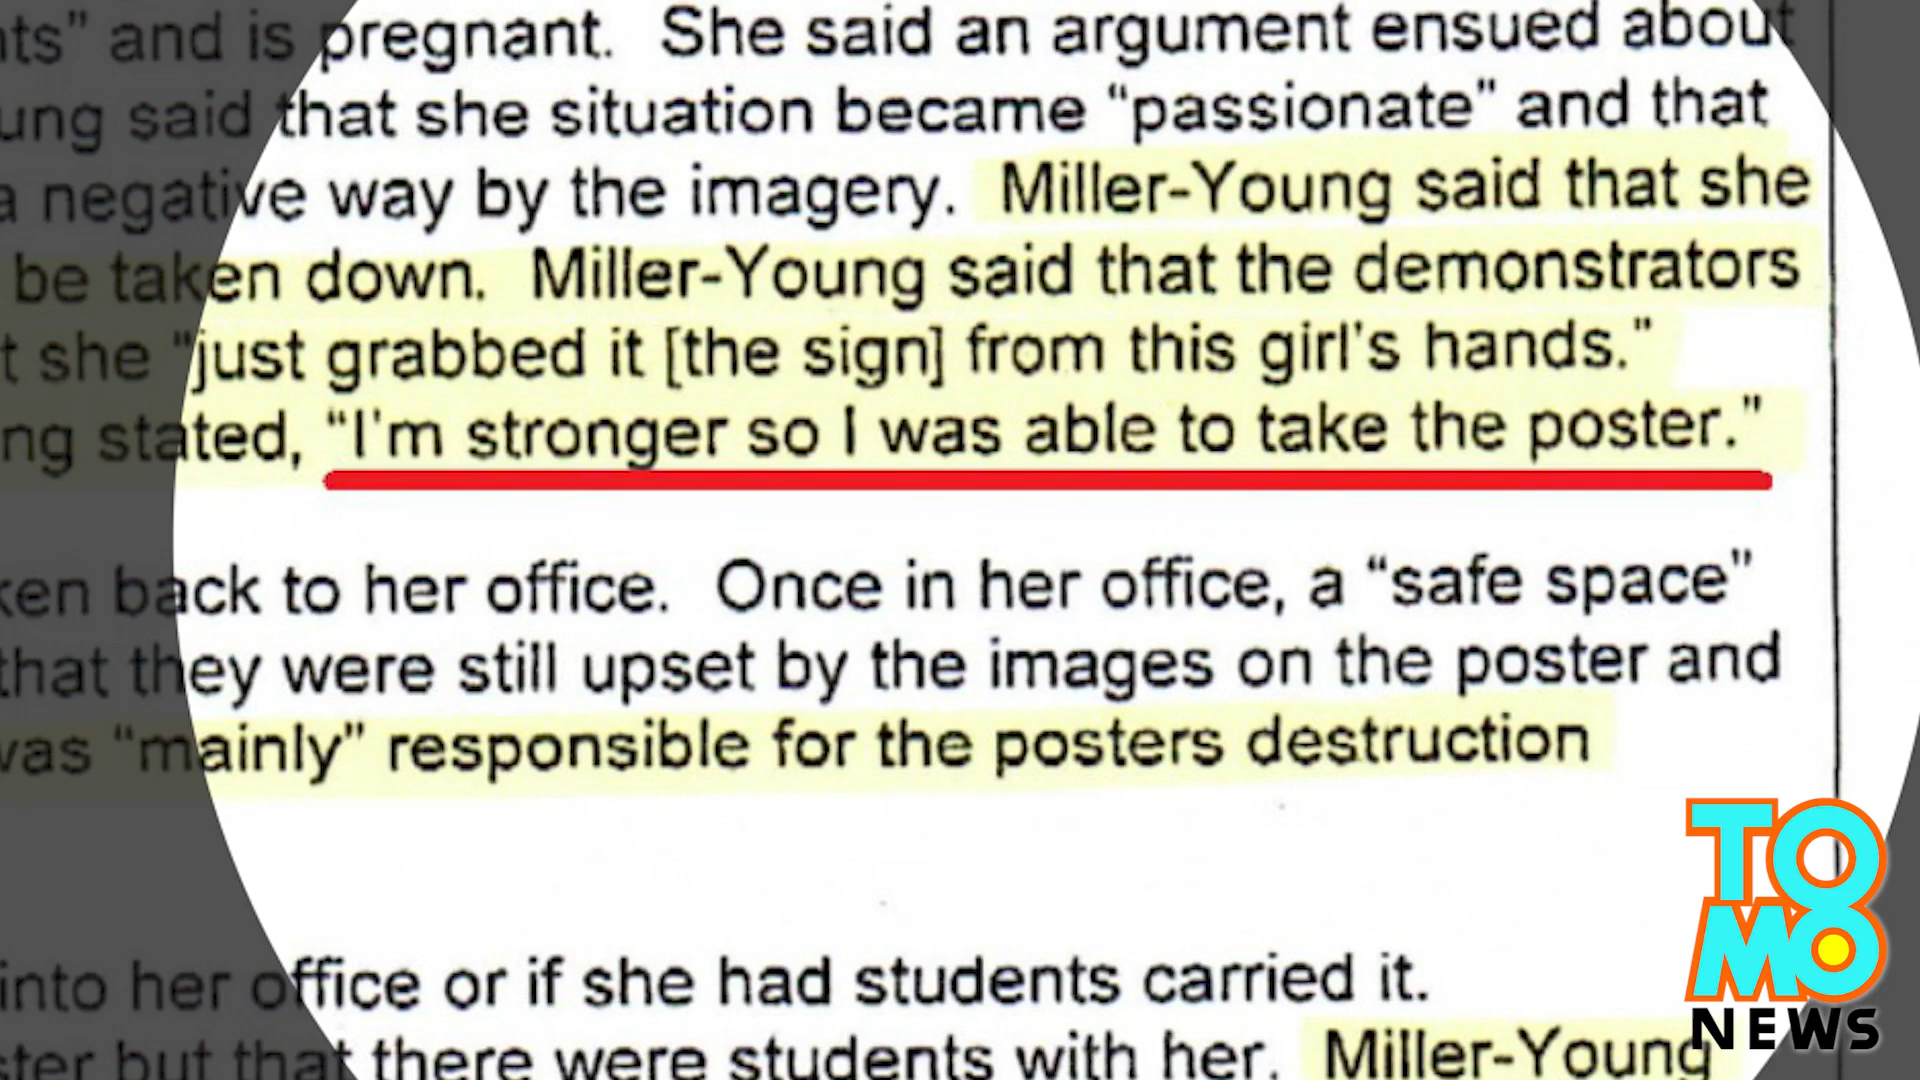 nts" and is pregnant. She said an argument ensued about
ung said that she situation became "passionate" and that
a negative way by the imagery. Miller-Young said that she
be taken down. Miller-Young said that the demonstrators
t she "just grabbed it [the sign] from this girl's hands."
ng stated, "I'm stronger so I was able to take the poster."
ken back to her office. Once in her office, a "safe space"
that they were still upset by the images on the poster and
was "mainly" responsible for the posters destruction
into her office or if she had students carried it.
ster but that there were students with her. Miller-Young
TOMO
NEWS